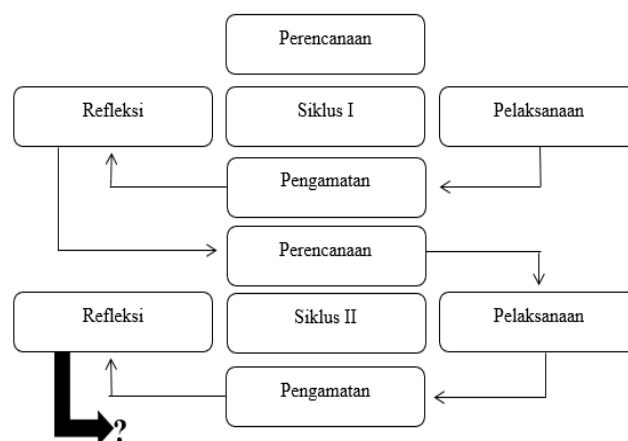 Perencanaan
Refleksi
Siklus I
Pelaksanaan
Pengamatan
Perencanaan
Refleksi
Siklus II
Pelaksanaan
Pengamatan
?